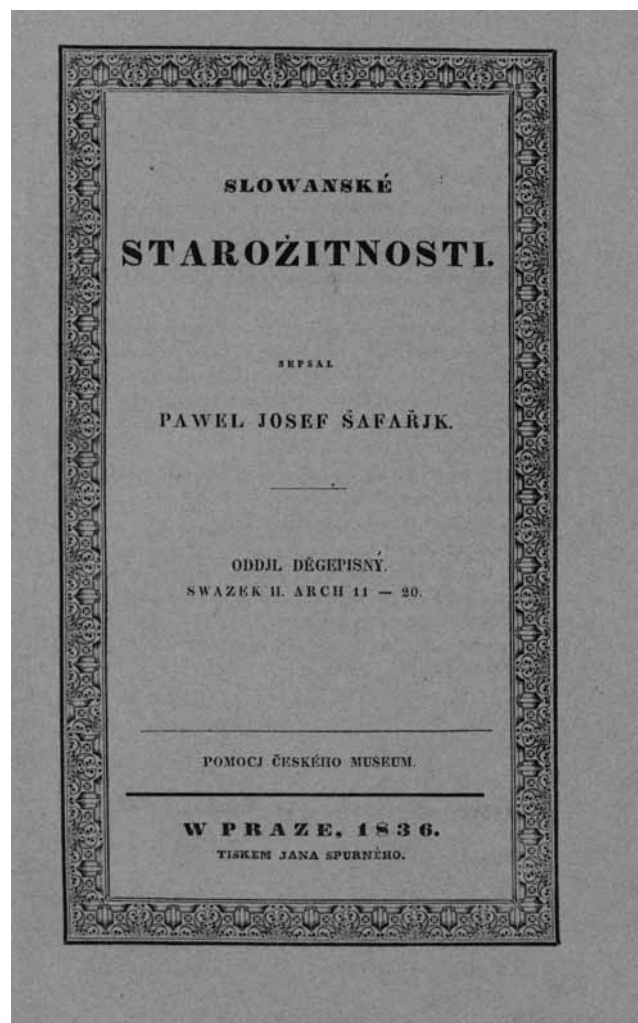 SLOWANSKÉ
STAROŽITNOSTI.
SEPSAL
PAWEL JOSEF ŠAFAŘJK.
ODDJL DĚGEPISNÝ.
SWAZEK II. ARCH 11 — 20.
POMOCJ ČESKÉHO MUSEUM.
W PRAZE, 1836.
TISKEM JANA SPURNÉHO.